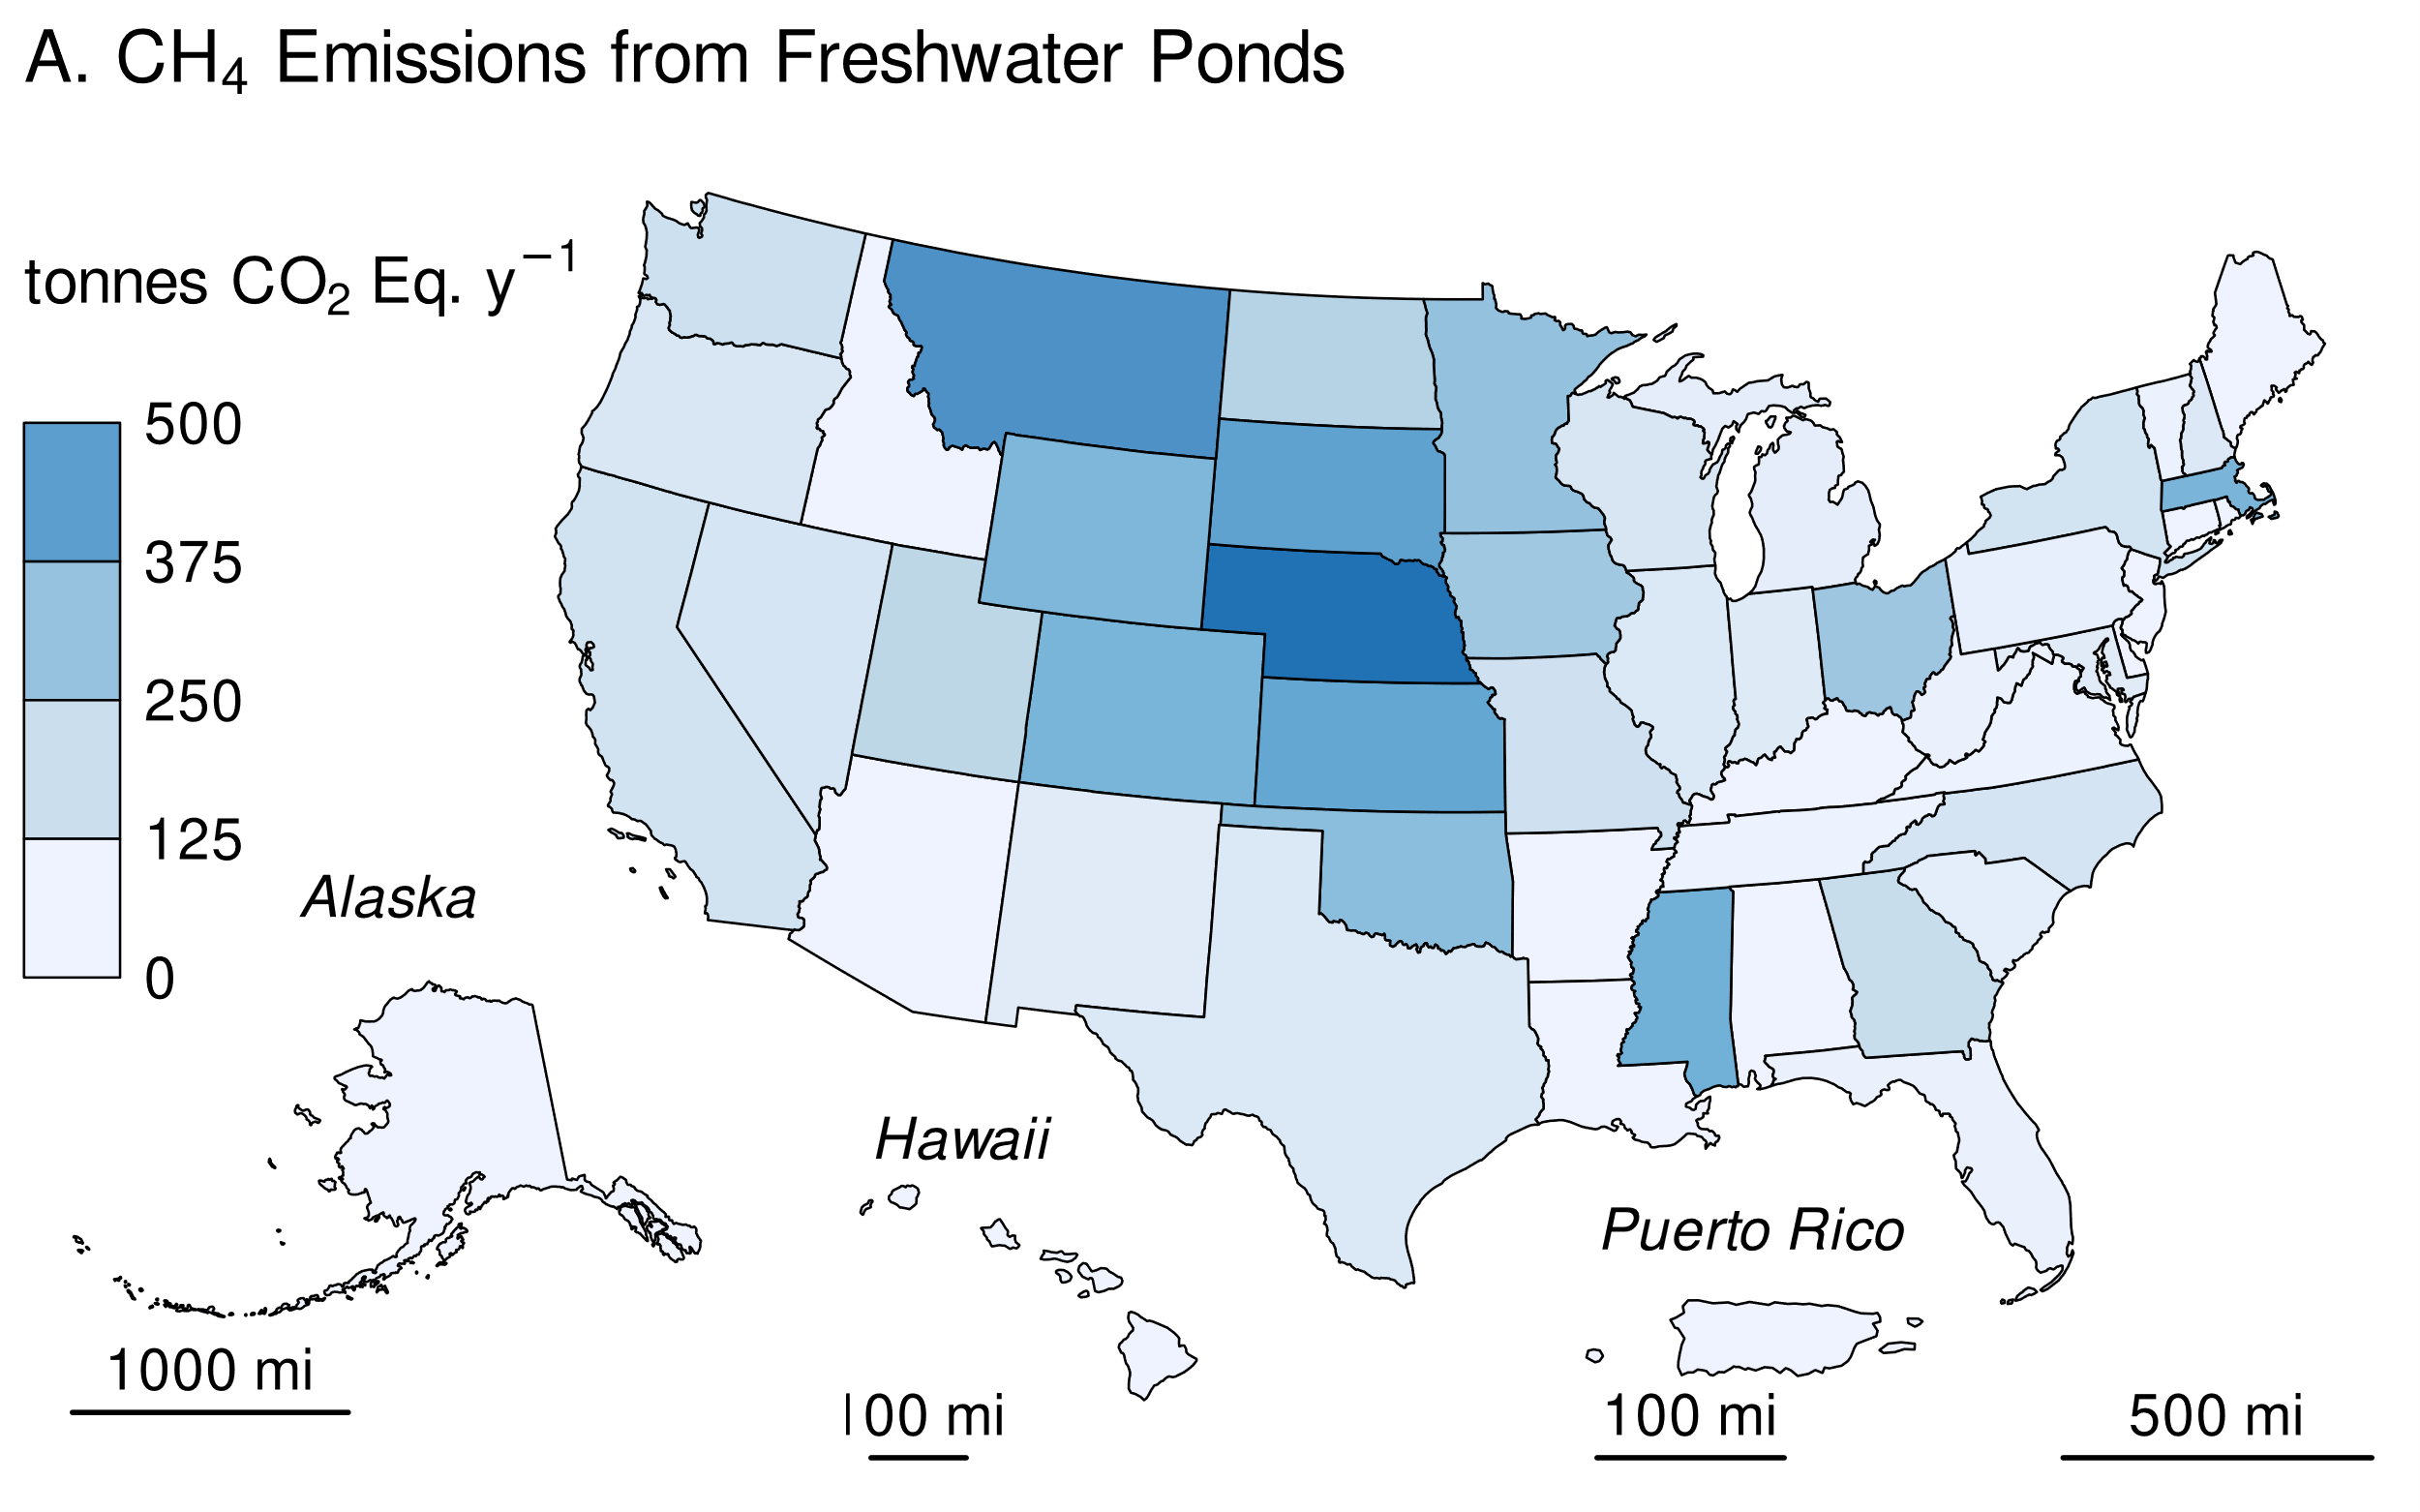 A. CH₄ Emissions from Freshwater Ponds
tonnes CO₂ Eq. y⁻¹
500
375
250
125
0
Alaska
Hawaii
Puerto Rico
1000 mi
100 mi
100 mi
500 mi